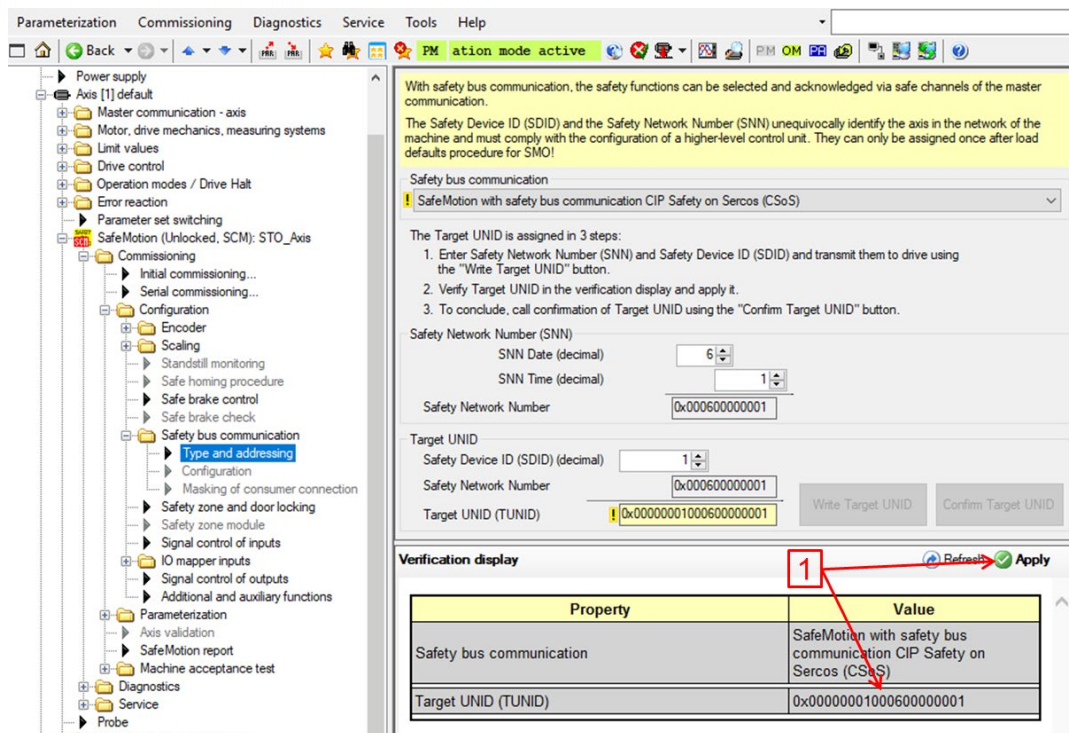 Parameterization Commissioning Diagnostics Service Tools Help
Back PM ation mode active PM OM PA
Power supply
Axis [1] default
Master communication - axis
Motor, drive mechanics, measuring systems
Limit values
Drive control
Operation modes / Drive Halt
Error reaction
Parameter set switching
SafeMotion (Unlocked, SCM): STO_Axis
Commissioning
Initial commissioning...
Serial commissioning...
Configuration
Encoder
Scaling
Standstill monitoring
Safe homing procedure
Safe brake control
Safe brake check
Safety bus communication
Type and addressing
Configuration
Masking of consumer connection
Safety zone and door locking
Safety zone module
Signal control of inputs
IO mapper inputs
Signal control of outputs
Additional and auxiliary functions
Parameterization
Axis validation
SafeMotion report
Machine acceptance test
Diagnostics
Service
Probe
With safety bus communication, the safety functions can be selected and acknowledged via safe channels of the master
communication.
The Safety Device ID (SDID) and the Safety Network Number (SNN) unequivocally identify the axis in the network of the
machine and must comply with the configuration of a higher-level control unit. They can only be assigned once after load
defaults procedure for SMO!
Safety bus communication
! SafeMotion with safety bus communication CIP Safety on Sercos (CSoS)
The Target UNID is assigned in 3 steps:
1. Enter Safety Network Number (SNN) and Safety Device ID (SDID) and transmit them to drive using
the "Write Target UNID" button.
2. Verify Target UNID in the verification display and apply it.
3. To conclude, call confirmation of Target UNID using the "Confirm Target UNID" button.
Safety Network Number (SNN)
SNN Date (decimal) 6
SNN Time (decimal) 1
Safety Network Number 0x000600000001
Target UNID
Safety Device ID (SDID) (decimal) 1
Safety Network Number 0x000600000001
Target UNID (TUNID) ! 0x00000001000600000001
Write Target UNID Confirm Target UNID
Verification display 1 Refresh Apply
Property Value
Safety bus communication SafeMotion with safety bus
communication CIP Safety on
Sercos (CSoS)
Target UNID (TUNID) 0x00000001000600000001